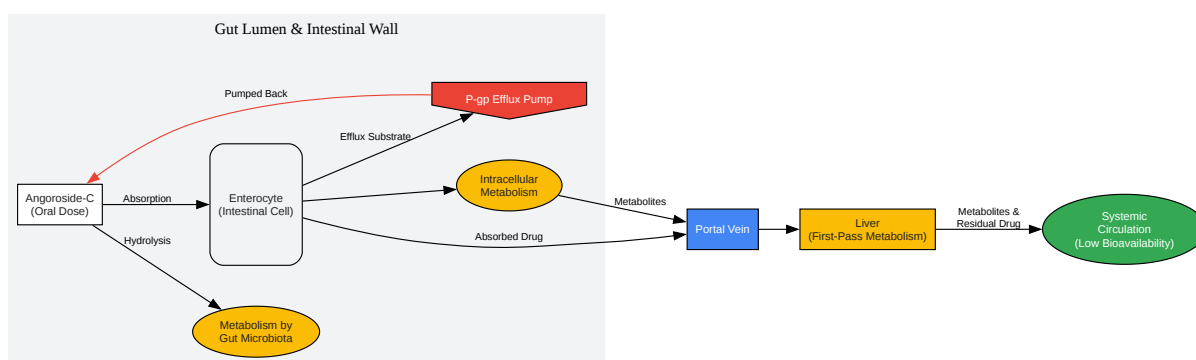 Gut Lumen & Intestinal Wall
Pumped Back
P-gp Efflux Pump
Efflux Substrate
Angoroside-C
(Oral Dose)
Absorption
Enterocyte
(Intestinal Cell)
Intracellular
Metabolism
Metabolites
Hydrolysis
Absorbed Drug
Portal Vein
Liver
(First-Pass Metabolism)
Metabolites &
Residual Drug
Systemic
Circulation
(Low Bioavailability)
Metabolism by
Gut Microbiota